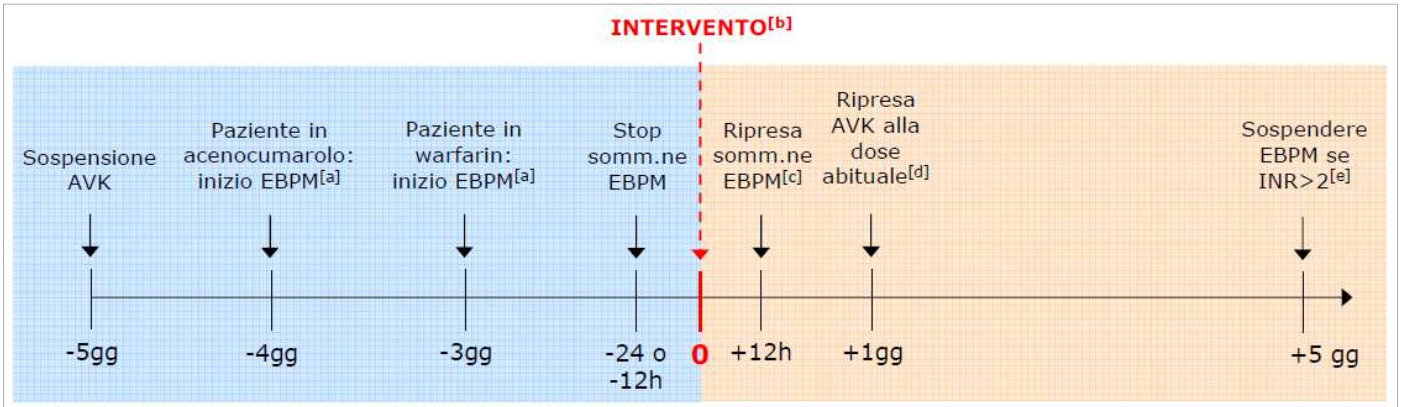 INTERVENTO[b]
Sospensione
AVK
Paziente in
acenocumarolo:
inizio EBPM[a]
Paziente in
warfarin:
inizio EBPM[a]
Stop
somm.ne
EBPM
Ripresa
somm.ne
EBPM[c]
Ripresa
AVK alla
dose
abituale[d]
Sospendere
EBPM se
INR>2[e]
-5gg
-4gg
-3gg
-24 o
-12h
0
+12h
+1gg
+5 gg